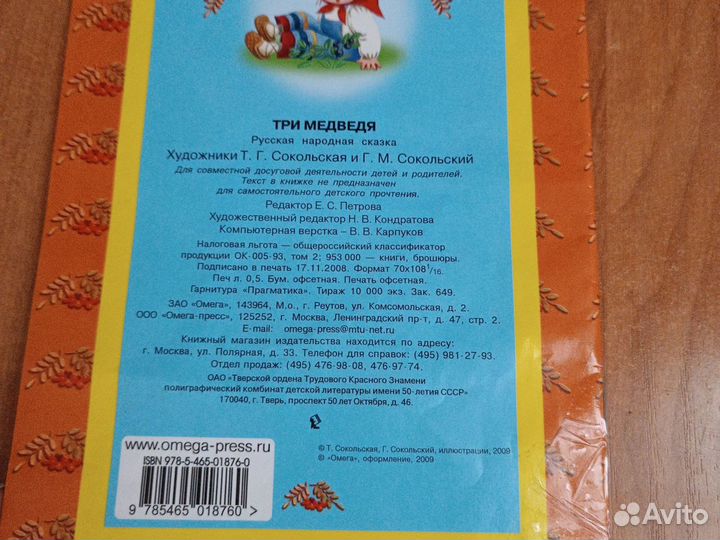 ТРИ МЕДВЕДЯ
Русская народная сказка
Художники Т. Г. Сокольская и Г. М. Сокольский
Для совместной досуговой деятельности детей и родителей.
Текст в книжке не предназначен
для самостоятельного детского прочтения.
Редактор Е. С. Петрова
Художественный редактор Н. В. Кондратова
Компьютерная верстка – В. В. Карпуков
Налоговая льгота — общероссийский классификатор
продукции ОК-005-93, том 2; 953 000 — книги, брошюры.
Подписано в печать 17.11.2008. Формат 70х108 1/16.
Печ л. 0,5. Бум. офсетная. Печать офсетная.
Гарнитура «Прагматика». Тираж 10 000 экз. Зак. 649.
ЗАО «Омега», 143964, М.о., г. Реутов, ул. Комсомольская, д. 2.
ООО «Омега-пресс», 125252, г. Москва, Ленинградский пр-т, д. 47, стр. 2.
E-mail: omega-press@mtu-net.ru
Книжный магазин издательства находится по адресу:
г. Москва, ул. Полярная, д. 33. Телефон для справок: (495) 981-27-93.
Отдел продаж: (495) 476-98-08, 476-97-74.
ОАО «Тверской ордена Трудового Красного Знамени
полиграфический комбинат детской литературы имени 50-летия СССР»
170040, г. Тверь, проспект 50 лет Октября, д. 46.
www.omega-press.ru
ISBN 978-5-465-01876-0
9 785465 018760 >
© Т. Сокольская, Г. Сокольский, иллюстрации, 2009
© «Омега», оформление, 2009
Avito